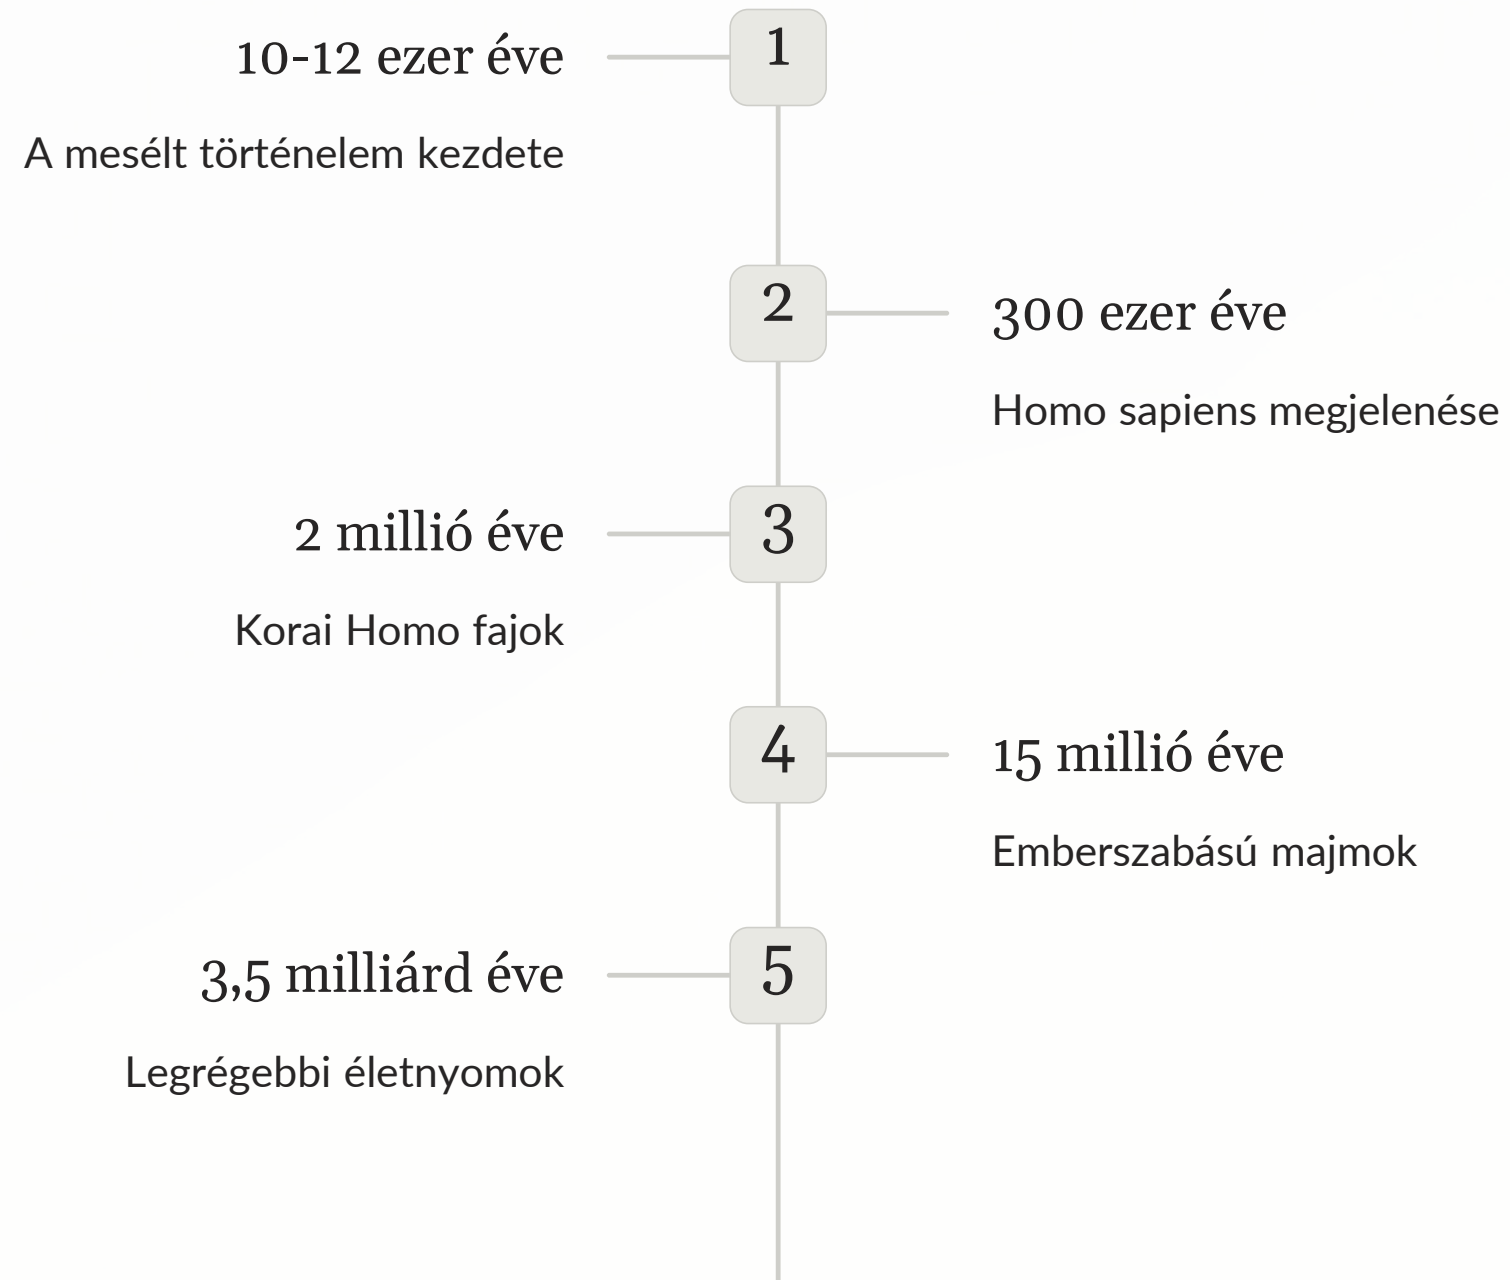 1
10-12 ezer éve
A mesélt történelem kezdete
2
300 ezer éve
Homo sapiens megjelenése
3
2 millió éve
Korai Homo fajok
4
15 millió éve
Emberszabású majmok
5
3,5 milliárd éve
Legrégebbi életnyomok